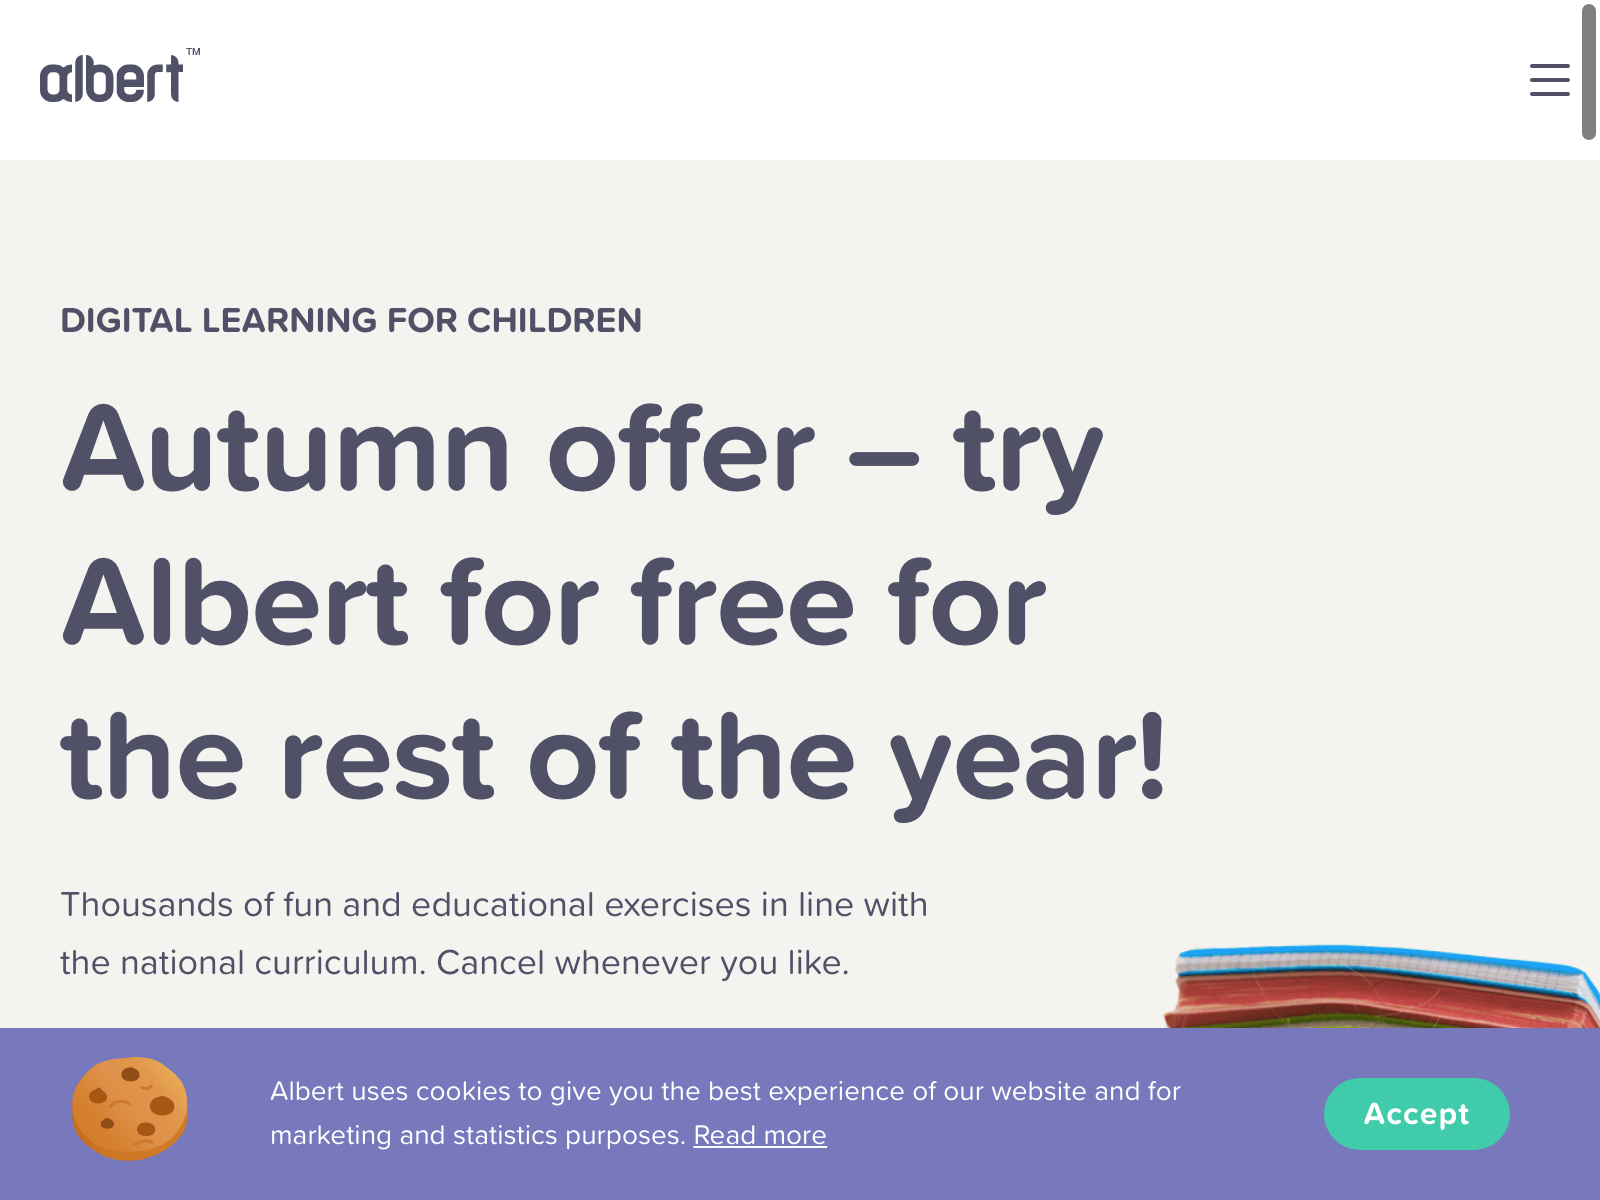 albert™
DIGITAL LEARNING FOR CHILDREN
Autumn offer – try
Albert for free for
the rest of the year!
Thousands of fun and educational exercises in line with
the national curriculum. Cancel whenever you like.
Albert uses cookies to give you the best experience of our website and for
marketing and statistics purposes. Read more
Accept